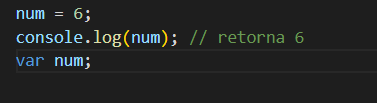 num = 6;
console.log(num); // retorna 6
var num;